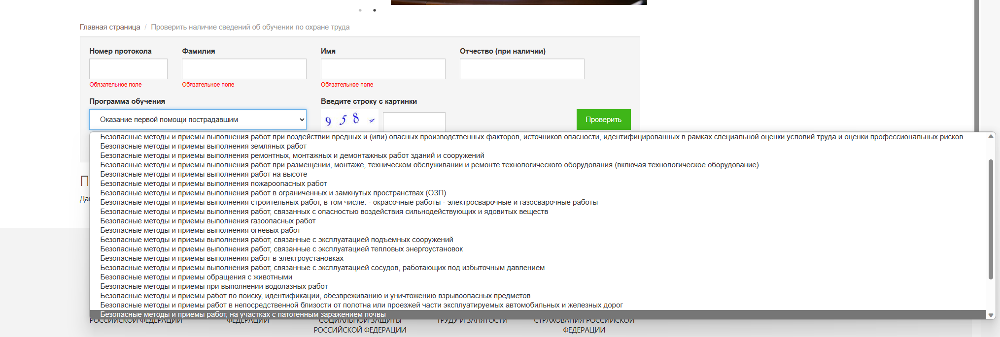 Главная страница / Проверить наличие сведений об обучении по охране труда
Номер протокола Фамилия Имя Отчество (при наличии)
Обязательное поле Обязательное поле Обязательное поле
Программа обучения Введите строку с картинки
Оказание первой помощи пострадавшим 9 5 8 Проверить
Безопасные методы и приемы выполнения работ при воздействии вредных и (или) опасных производственных факторов, источников опасности, идентифицированных в рамках специальной оценки условий труда и оценки профессиональных рисков
Безопасные методы и приемы выполнения земляных работ
Безопасные методы и приемы выполнения ремонтных, монтажных и демонтажных работ зданий и сооружений
Безопасные методы и приемы выполнения работ при размещении, монтаже, техническом обслуживании и ремонте технологического оборудования (включая технологическое оборудование)
Безопасные методы и приемы выполнения работ на высоте
Безопасные методы и приемы выполнения пожароопасных работ
Безопасные методы и приемы выполнения работ в ограниченных и замкнутых пространствах (ОЗП)
Безопасные методы и приемы выполнения строительных работ, в том числе: - окрасочные работы - электросварочные и газосварочные работы
Безопасные методы и приемы выполнения работ, связанных с опасностью воздействия сильнодействующих и ядовитых веществ
Безопасные методы и приемы выполнения газоопасных работ
Безопасные методы и приемы выполнения огневых работ
Безопасные методы и приемы выполнения работ, связанные с эксплуатацией подъемных сооружений
Безопасные методы и приемы выполнения работ, связанные с эксплуатацией тепловых энергоустановок
Безопасные методы и приемы выполнения работ в электроустановках
Безопасные методы и приемы выполнения работ, связанные с эксплуатацией сосудов, работающих под избыточным давлением
Безопасные методы и приемы обращения с животными
Безопасные методы и приемы при выполнении водолазных работ
Безопасные методы и приемы работ по поиску, идентификации, обезвреживанию и уничтожению взрывоопасных предметов
Безопасные методы и приемы работ в непосредственной близости от полотна или проезжей части эксплуатируемых автомобильных и железных дорог
Безопасные методы и приемы работ, на участках с патогенным заражением почвы
РОССИЙСКОЙ ФЕДЕРАЦИИ ФЕДЕРАЦИИ СОЦИАЛЬНОЙ ЗАЩИТЫ ТРУДУ И ЗАНЯТОСТИ СТРАХОВАНИЯ РОССИЙСКОЙ
РОССИЙСКОЙ ФЕДЕРАЦИИ ФЕДЕРАЦИИ